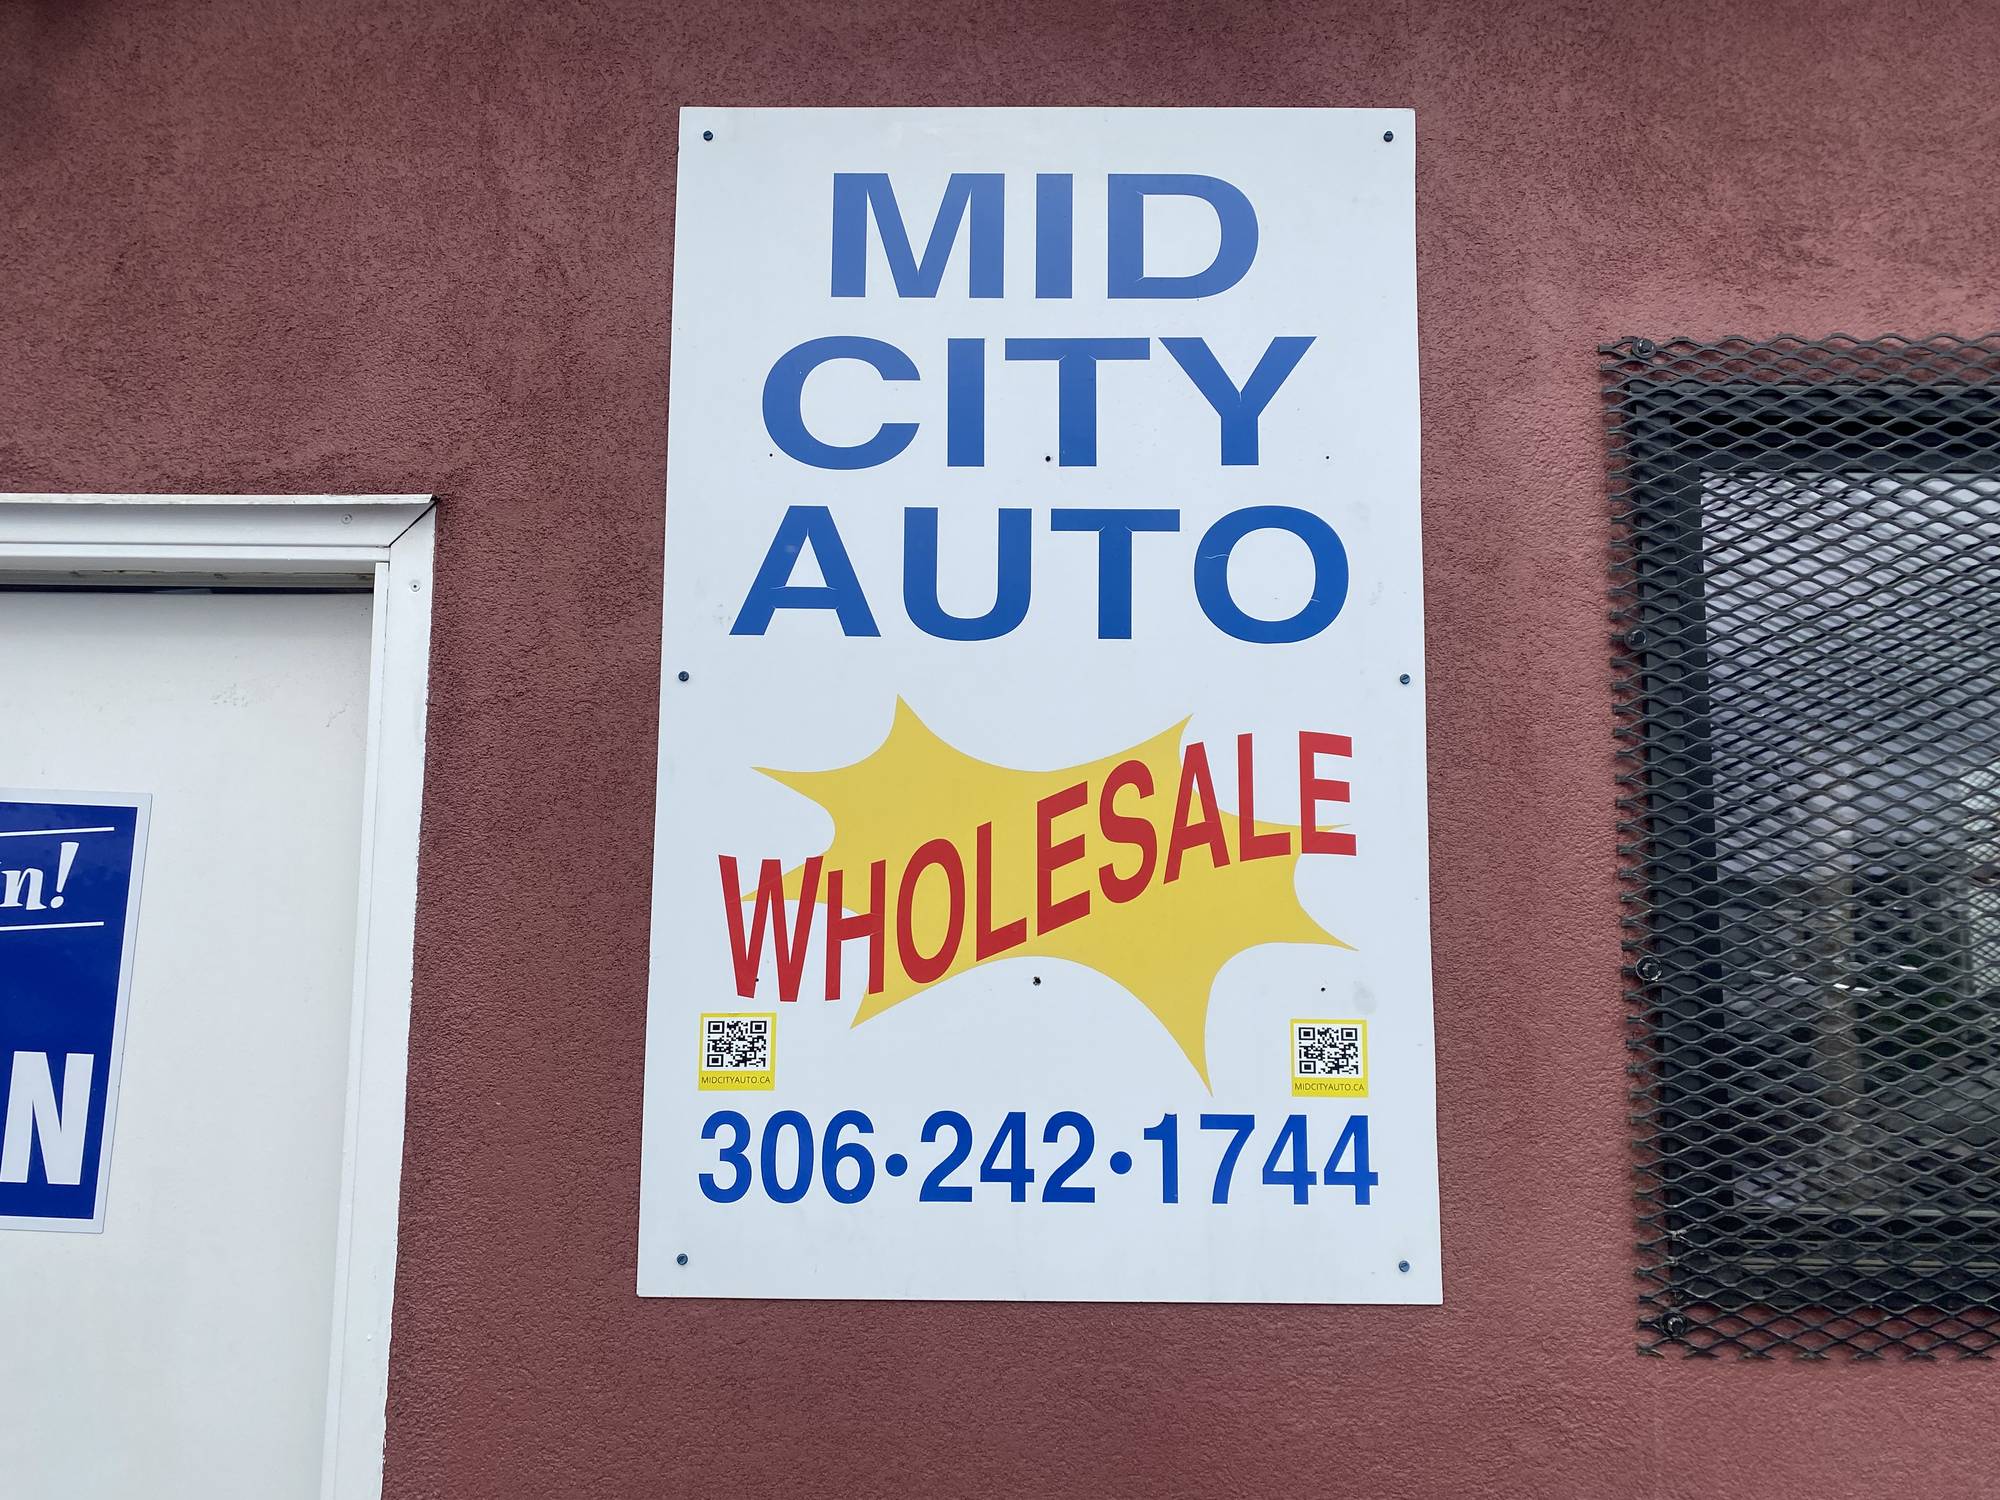 MID
CITY
AUTO
WHOLESALE
MIDCITYAUTO.CA
MIDCITYAUTO.CA
306•242•1744
n!
N